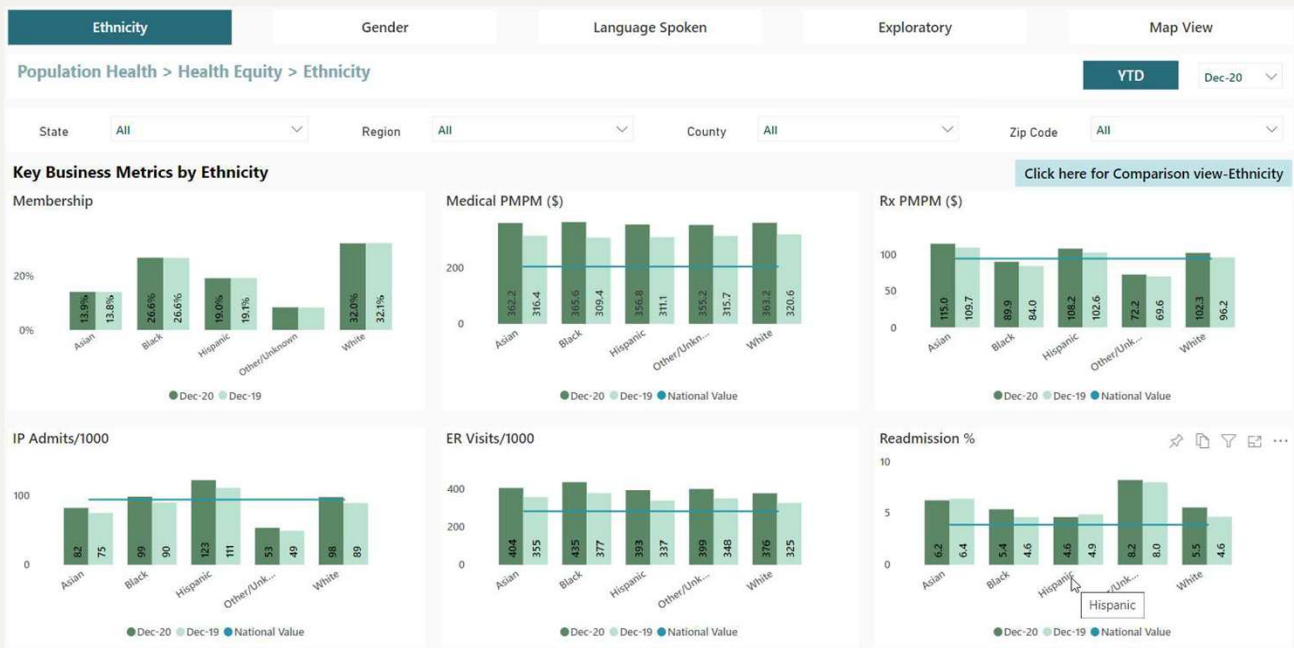 Ethnicity Gender Language Spoken Exploratory Map View
Population Health > Health Equity > Ethnicity YTD Dec-20
State All Region All County All Zip Code All
Key Business Metrics by Ethnicity Click here for Comparison view-Ethnicity
Membership
20%
0%
13.9% 13.8% 26.6% 26.6% 19.0% 19.1% 32.0% 32.1%
Asian Black Hispanic Other/Unknown White
Dec-20 Dec-19
Medical PMPM ($)
200
0
362.2 316.4 365.6 309.4 356.8 311.1 355.2 315.7 363.2 320.6
Asian Black Hispanic Other/Unkn... White
Dec-20 Dec-19 National Value
Rx PMPM ($)
100
50
0
115.0 109.7 89.9 84.0 108.2 102.6 72.2 69.6 102.3 96.2
Asian Black Hispanic Other/Unk... White
Dec-20 Dec-19 National Value
IP Admits/1000
100
0
82 75 99 90 123 111 53 49 98 89
Asian Black Hispanic Other/Unk... White
Dec-20 Dec-19 National Value
ER Visits/1000
400
200
0
404 355 435 377 393 337 399 348 376 325
Asian Black Hispanic Other/Unk... White
Dec-20 Dec-19 National Value
Readmission %
10
5
0
6.2 6.4 5.4 4.6 4.6 4.9 8.2 8.0 5.5 4.6
Asian Black Hispanic /Unk... White
Hispanic
Dec-20 Dec-19 National Value